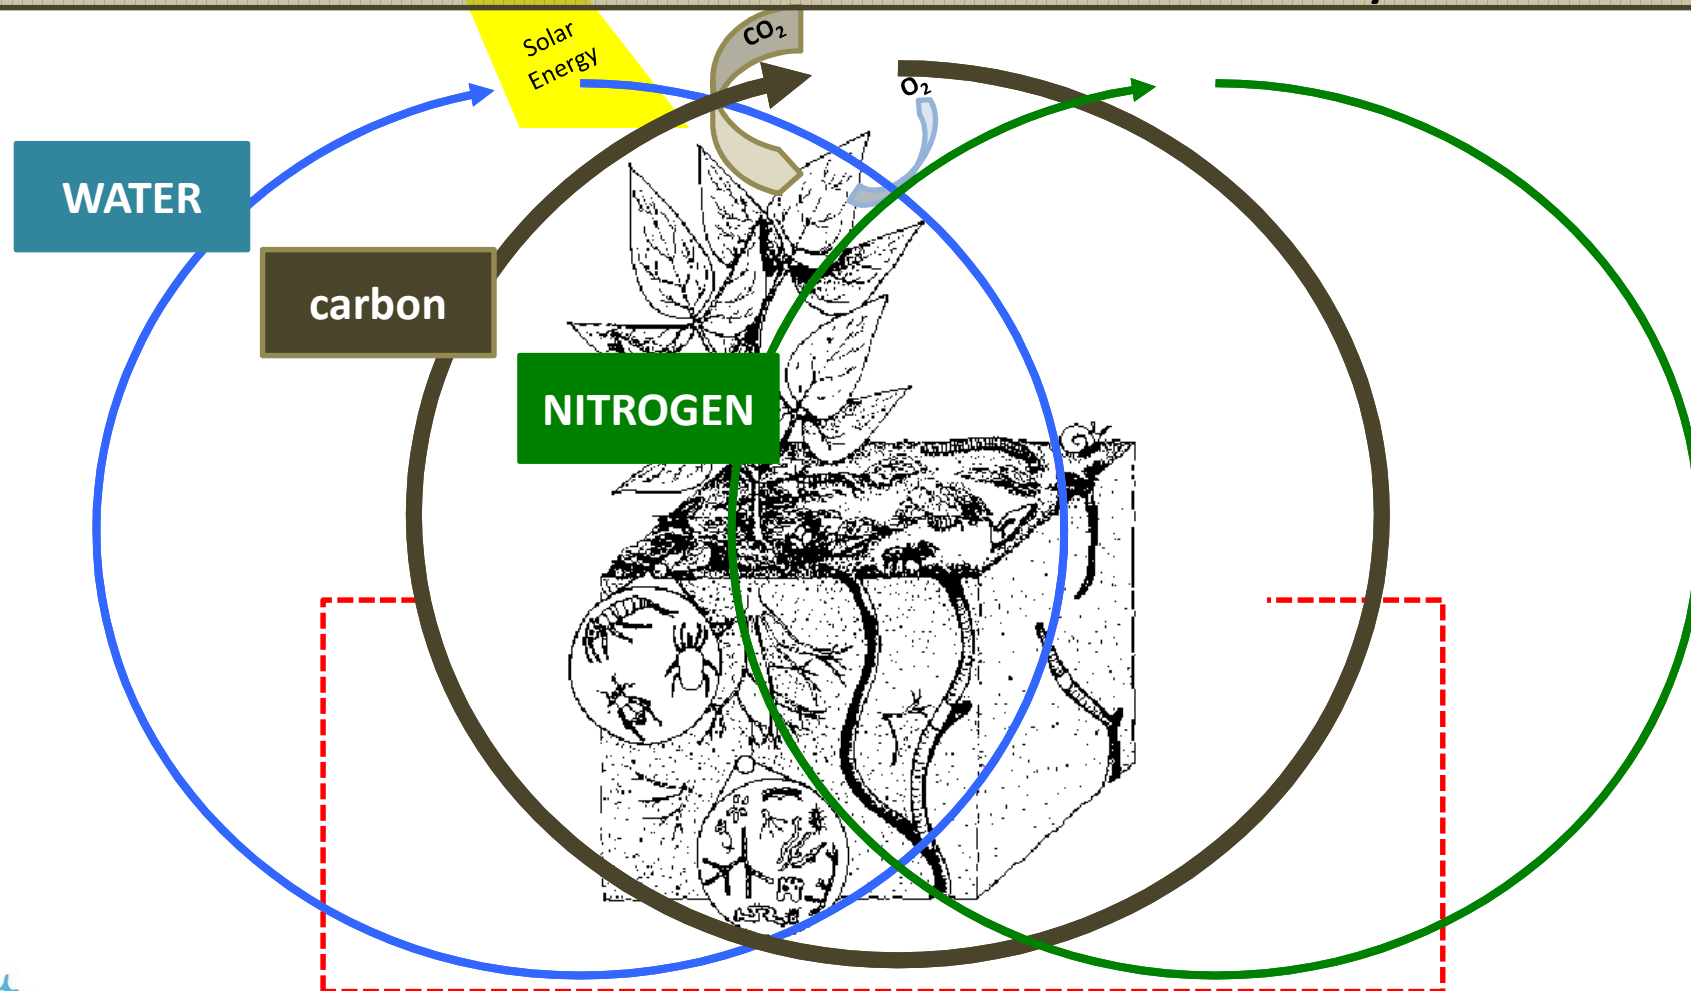 Solar
Energy
CO₂
O₂
WATER
carbon
NITROGEN